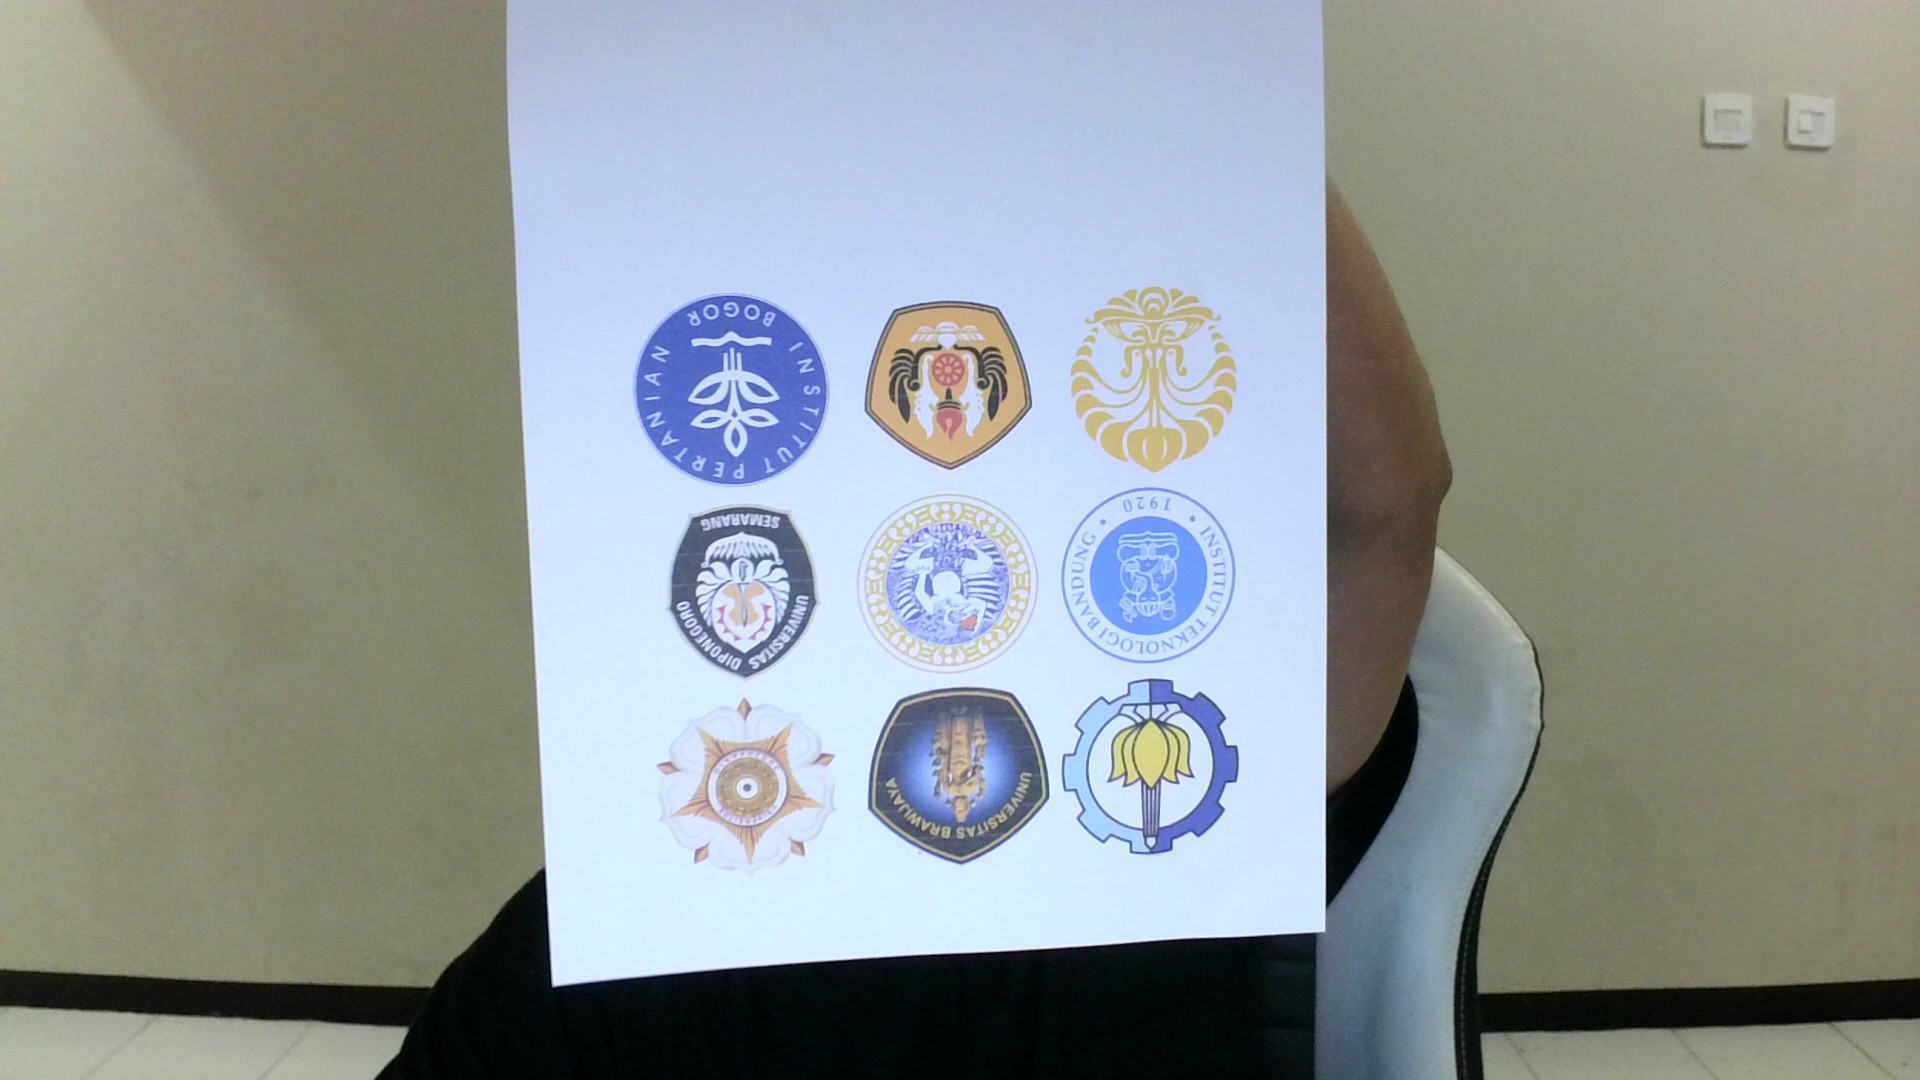 INSTITUT PERTANIAN
BOGOR
SEMARANG
UNIVERSITAS DIPONEGORO
1920
INSTITUT TEKNOLOGI BANDUNG
UNIVERSITAS BRAWIJAYA